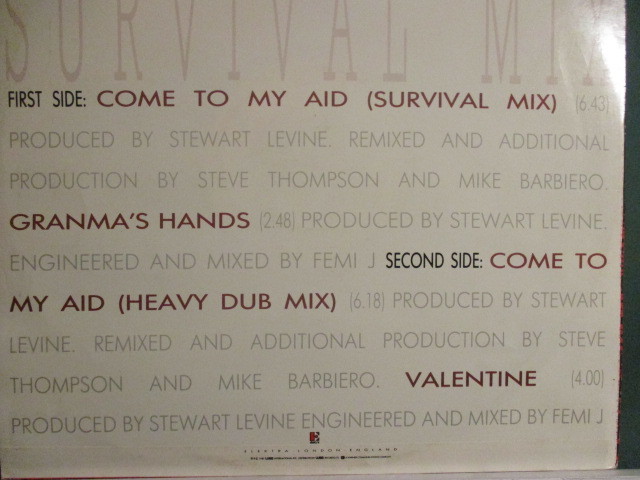 SURVIVAL MIX
FIRST SIDE: COME TO MY AID (SURVIVAL MIX) (6.43)
PRODUCED BY STEWART LEVINE. REMIXED AND ADDITIONAL
PRODUCTION BY STEVE THOMPSON AND MIKE BARBIERO.
GRANMA'S HANDS (2.48) PRODUCED BY STEWART LEVINE.
ENGINEERED AND MIXED BY FEMI J SECOND SIDE: COME TO
MY AID (HEAVY DUB MIX) (6.18) PRODUCED BY STEWART
LEVINE. REMIXED AND ADDITIONAL PRODUCTION BY STEVE
THOMPSON AND MIKE BARBIERO. VALENTINE (4.00)
PRODUCED BY STEWART LEVINE ENGINEERED AND MIXED BY FEMI J
ELEKTRA LONDON ENGLAND